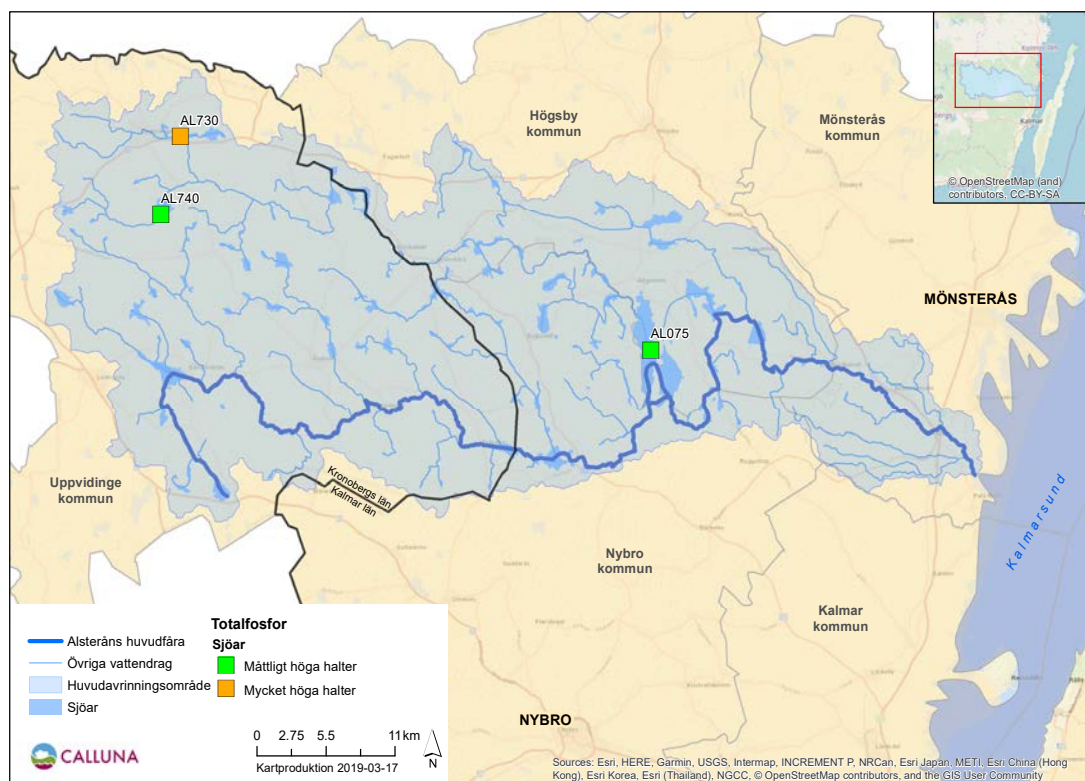 Kalmar län
Kalmar
© OpenStreetMap (and)
contributors, CC-BY-SA
AL730
Högsby
kommun
Mönsterås
kommun
AL740
MÖNSTERÅS
AL075
Uppvidinge
kommun
Kronobergs län
Kalmar län
Kalmarsund
Nybro
kommun
Kalmar
kommun
NYBRO
Alsteråns huvudfåra
Övriga vattendrag
Huvudavrinningsområde
Sjöar
Totalfosfor
Sjöar
Måttligt höga halter
Mycket höga halter
CALLUNA
0 2.75 5.5 11 km
N
Kartproduktion 2019-03-17
Sources: Esri, HERE, Garmin, USGS, Intermap, INCREMENT P, NRCan, Esri Japan, METI, Esri China (Hong
Kong), Esri Korea, Esri (Thailand), NGCC, © OpenStreetMap contributors, and the GIS User Community